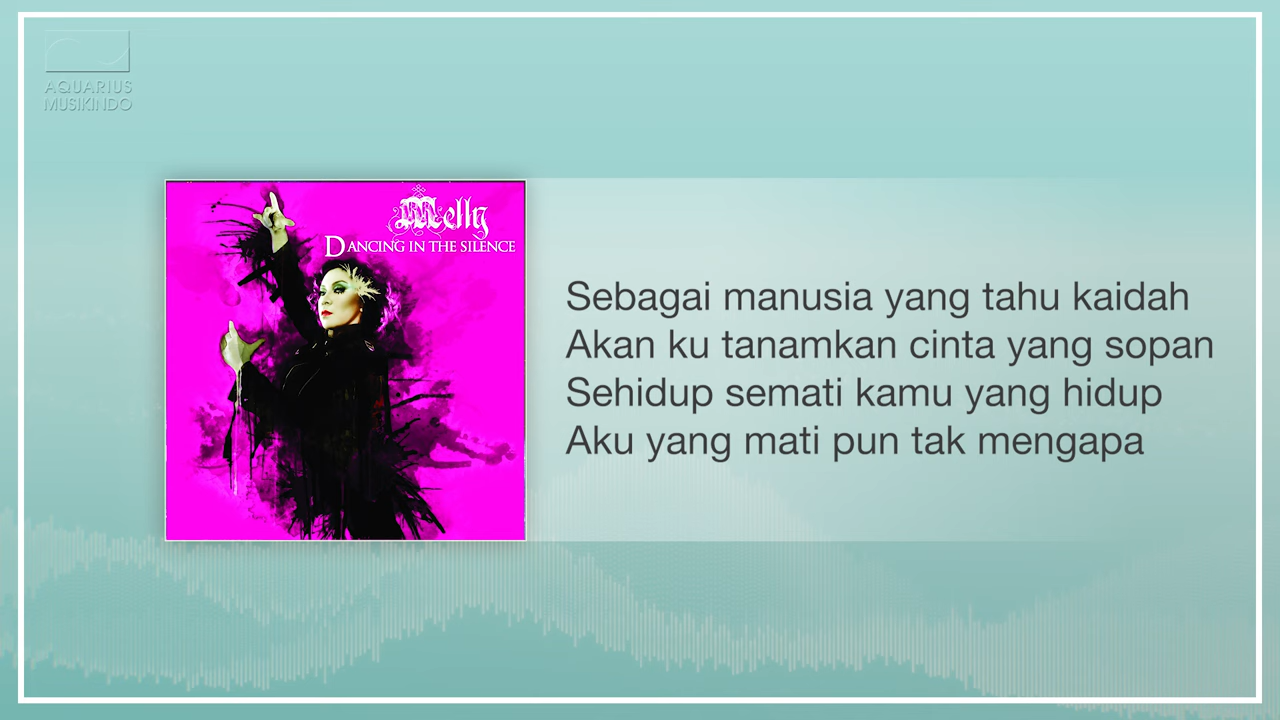 AQUARIUS
MUSIKINDO
Melly
DANCING IN THE SILENCE
Sebagai manusia yang tahu kaidah
Akan ku tanamkan cinta yang sopan
Sehidup semati kamu yang hidup
Aku yang mati pun tak mengapa